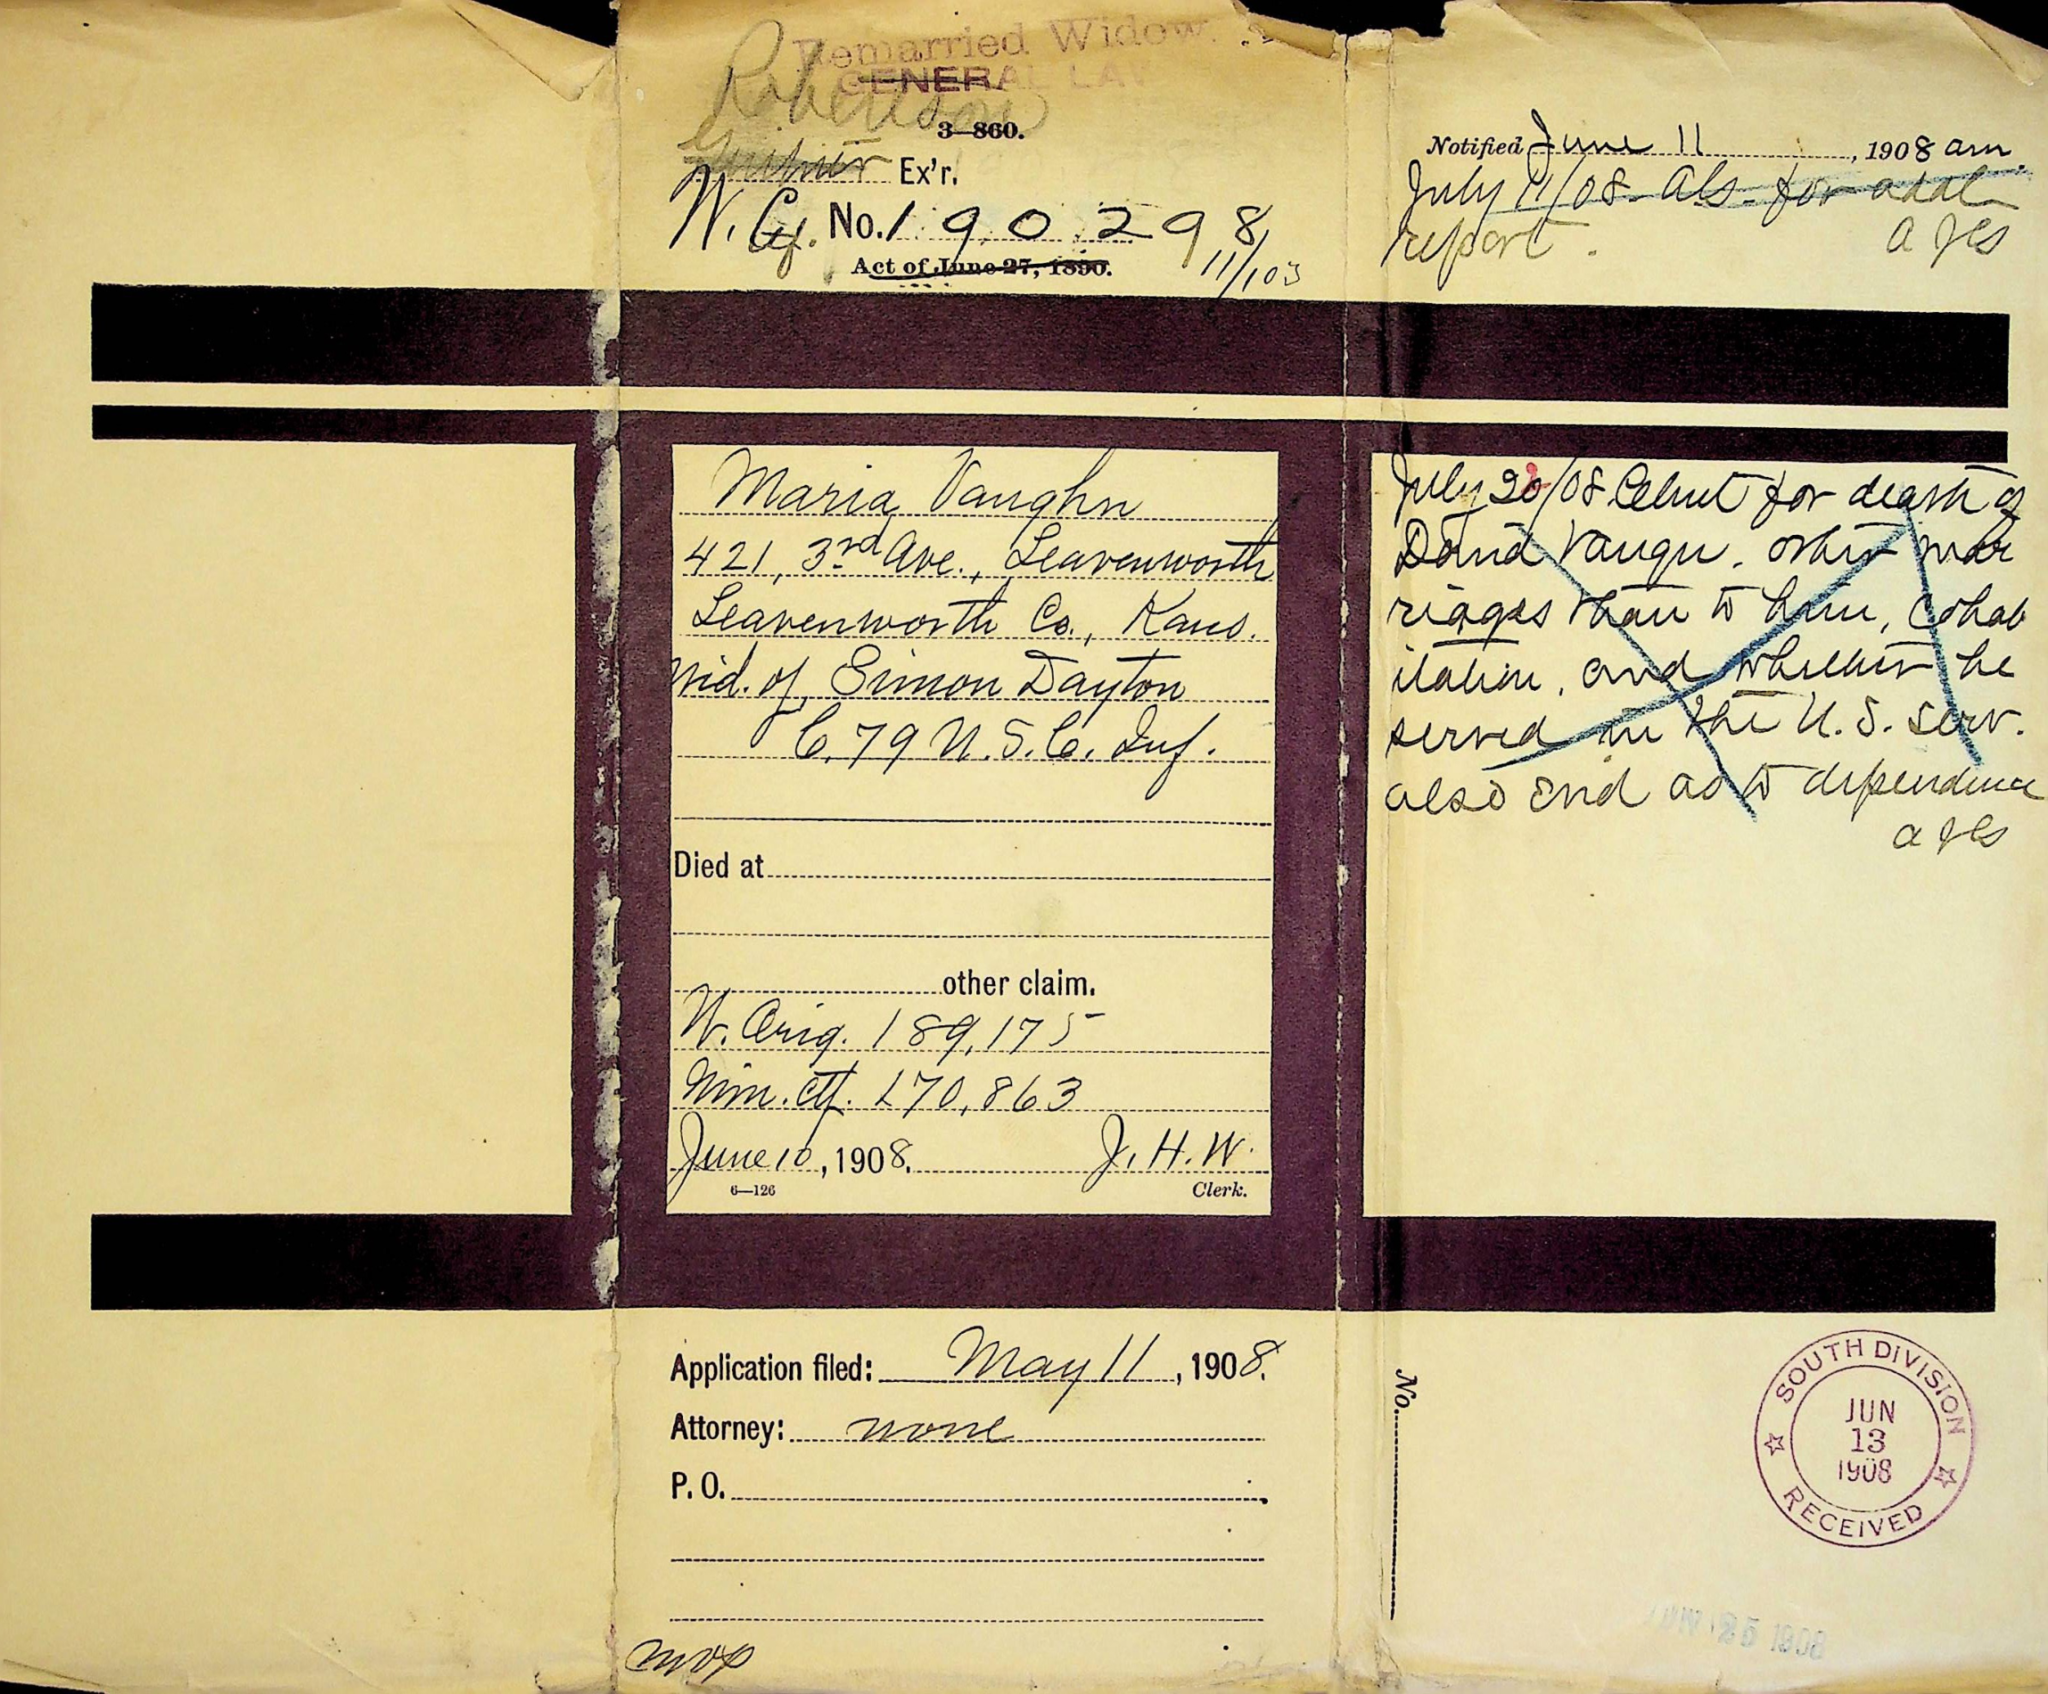 Remarried Widow.
GENERAL LAW
Robertson
3-860.
Ex'r.
W. Ctf. No. 190298
11/103
Act of June 27, 1890.
Maria Vaughn
421, 3rd Ave., Leavenworth
Leavenworth Co., Kans.
Wid. of Simon Dayton
C. 79 U.S.C. Inf.
Died at
other claim.
W. Orig. 189,175
Min. ctf. 170,863
June 10, 1908. J. H. W.
6—126 Clerk.
Application filed: May 11, 1908.
Attorney: none
P. O.
mvp
Notified June 11, 1908 am.
July 11/08 Als. for addl
report.
July 20/08 Clmt for death of
David Vaugn. other mar
riages than to him, cohab
itation, and whether he
served in the U. S. serv.
also evid as to dependence
No.
SOUTH DIVISION
JUN
13
1908
RECEIVED
1908